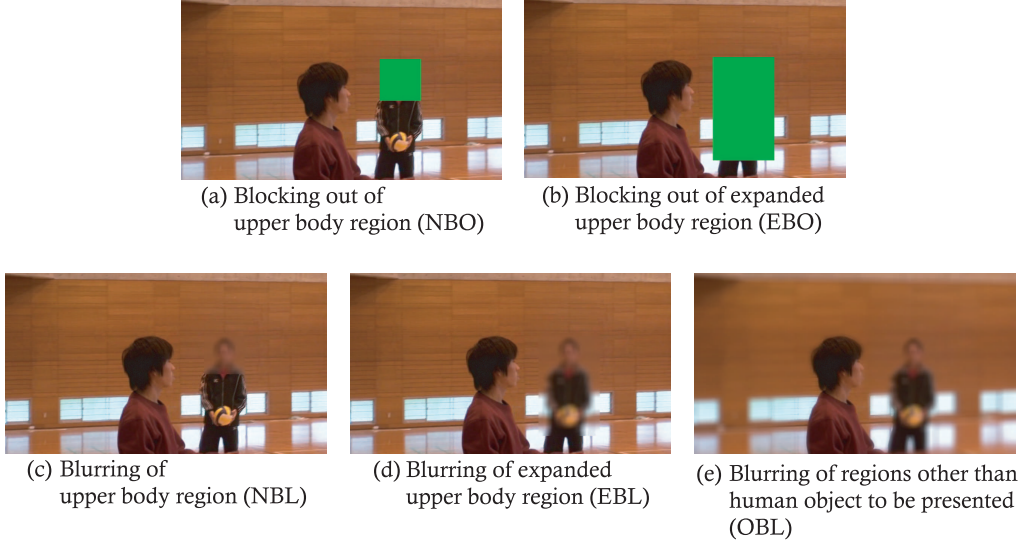 (a) Blocking out of
upper body region (NBO)
(b) Blocking out of expanded
upper body region (EBO)
(c) Blurring of
upper body region (NBL)
(d) Blurring of expanded
upper body region (EBL)
(e) Blurring of regions other than
human object to be presented
(OBL)